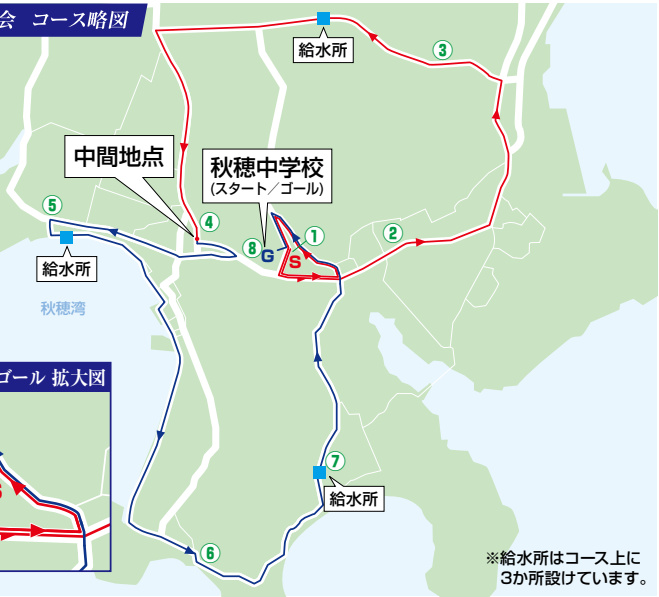 会 コース略図
給水所
③
中間地点
秋穂中学校
(スタート/ゴール)
⑤
④
⑧
G
①
S
②
給水所
秋穂湾
ゴール 拡大図
⑦
給水所
⑥
※給水所はコース上に
3か所設けています。